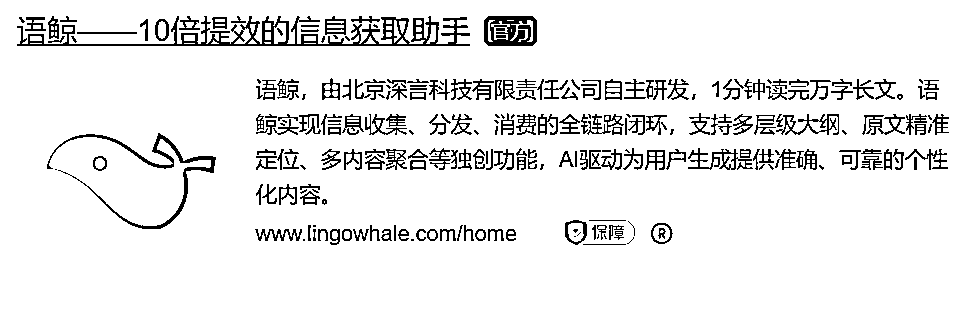 语鲸——10倍提效的信息获取助手 官方
语鲸，由北京深言科技有限责任公司自主研发，1分钟读完万字长文。语
鲸实现信息收集、分发、消费的全链路闭环，支持多层级大纲、原文精准
定位、多内容聚合等独创功能，AI驱动为用户生成提供准确、可靠的个性
化内容。
www.lingowhale.com/home 保障 ®